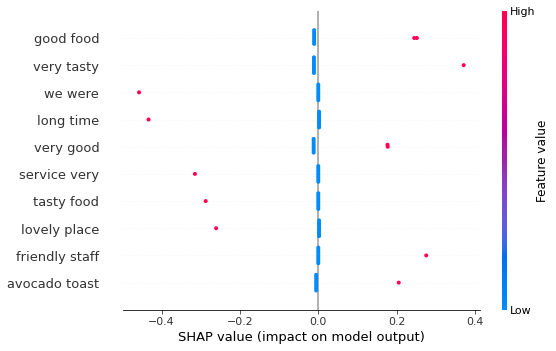 High
good food
very tasty
we were
long time
very good
service very
tasty food
lovely place
friendly staff
avocado toast
Feature value
Low
−0.4 −0.2 0.0 0.2 0.4
SHAP value (impact on model output)